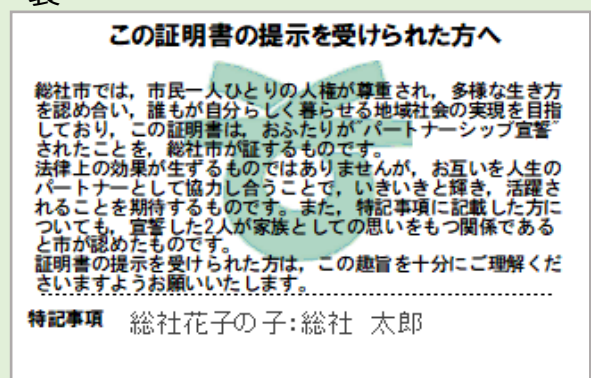 この証明書の提示を受けられた方へ
総社市では，市民一人ひとりの人権が尊重され，多様な生き方
を認め合い，誰もが自分らしく暮らせる地域社会の実現を目指
しており，この証明書は，おふたりが”パートナーシップ宣誓”
されたことを，総社市が証するものです。
法律上の効果が生ずるものではありませんが，お互いを人生の
パートナーとして協力し合うことで，いきいきと輝き，活躍さ
れることを期待するものです。また，特記事項に記載した方に
ついても，宣誓した2人が家族としての思いをもつ関係である
と市が認めたものです。
証明書の提示を受けられた方は，この趣旨を十分にご理解くだ
さいますようお願いいたします。
特記事項 総社花子の子：総社 太郎